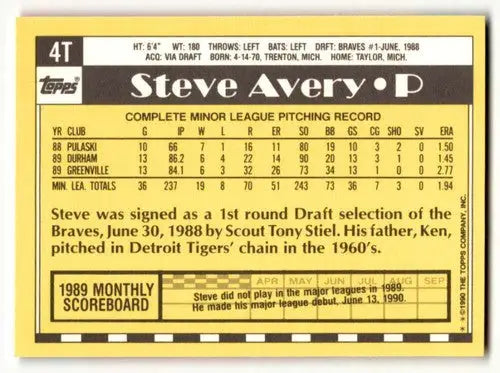 4T
HT: 6'4" WT: 180 THROWS: LEFT BATS: LEFT DRFT: BRAVES #1-JUNE, 1988
ACQ: VIA DRAFT BORN: 4-14-70, TRENTON, MICH. HOME: TAYLOR, MICH.
TOPPS
Steve Avery • P
COMPLETE MINOR LEAGUE PITCHING RECORD
YR CLUB G IP W L R ER SO BB GS CG SHO SV ERA
88 PULASKI 10 66 7 1 16 11 80 19 10 3 2 0 1.50
89 DURHAM 13 86.2 6 4 22 14 90 20 13 3 1 0 1.45
89 GREENVILLE 13 84.1 6 3 32 26 73 34 13 1 0 0 2.77
MIN. LEA. TOTALS 36 237 19 8 70 51 243 73 36 7 3 0 1.94
Steve was signed as a 1st round Draft selection of the
Braves, June 30, 1988 by Scout Tony Stiel. His father, Ken,
pitched in Detroit Tigers' chain in the 1960's.
1989 MONTHLY
SCOREBOARD
APR MAY JUN JUL AUG SEP
Steve did not play in the major leagues in 1989.
He made his major league debut, June 13, 1990.
* * ©1990 THE TOPPS COMPANY, INC.